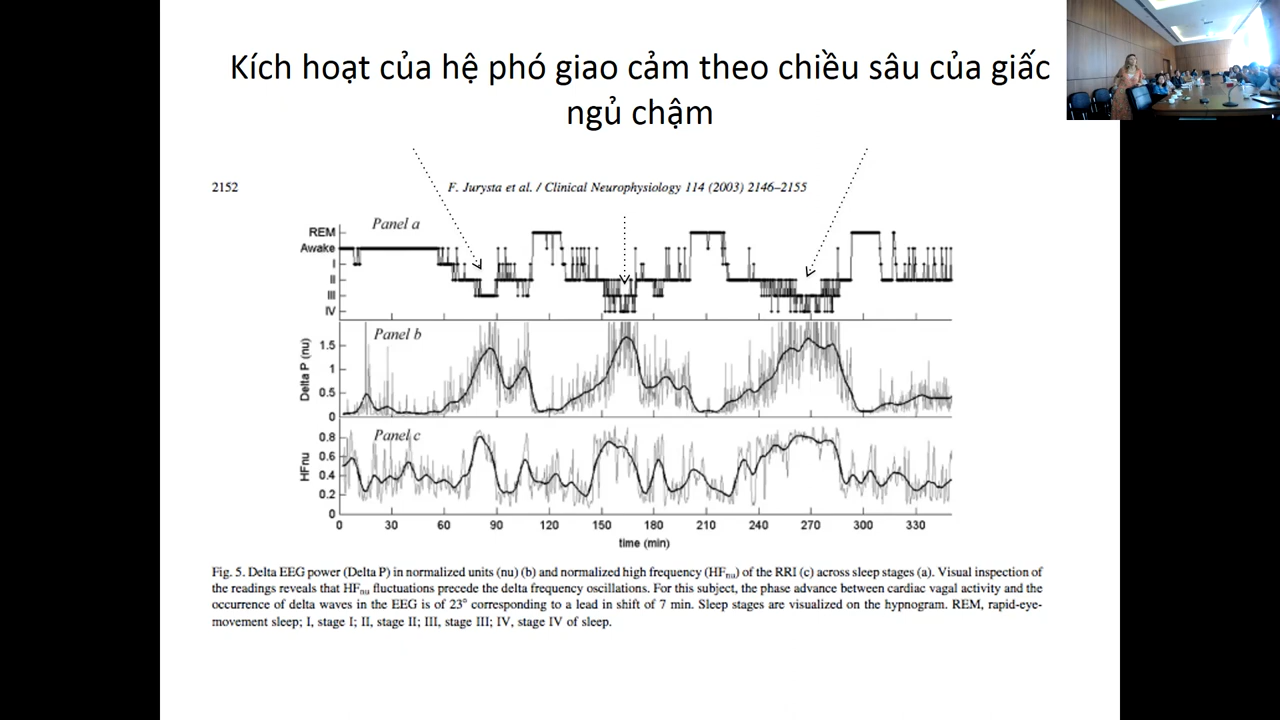 Kích hoạt của hệ phó giao cảm theo chiều sâu của giấc
ngủ chậm
2152
F. Jurysta et al. / Clinical Neurophysiology 114 (2003) 2146–2155
Panel a
REM
Awake
I
II
III
IV
Panel b
Delta P (nu)
1.5
1
0.5
0
Panel c
HFnu
0.8
0.6
0.4
0.2
0
0 30 60 90 120 150 180 210 240 270 300 330
time (min)
Fig. 5. Delta EEG power (Delta P) in normalized units (nu) (b) and normalized high frequency (HFnu) of the RRI (c) across sleep stages (a). Visual inspection of
the readings reveals that HFnu fluctuations precede the delta frequency oscillations. For this subject, the phase advance between cardiac vagal activity and the
occurrence of delta waves in the EEG is of 23° corresponding to a lead in shift of 7 min. Sleep stages are visualized on the hypnogram. REM, rapid-eye-
movement sleep; I, stage I; II, stage II; III, stage III; IV, stage IV of sleep.